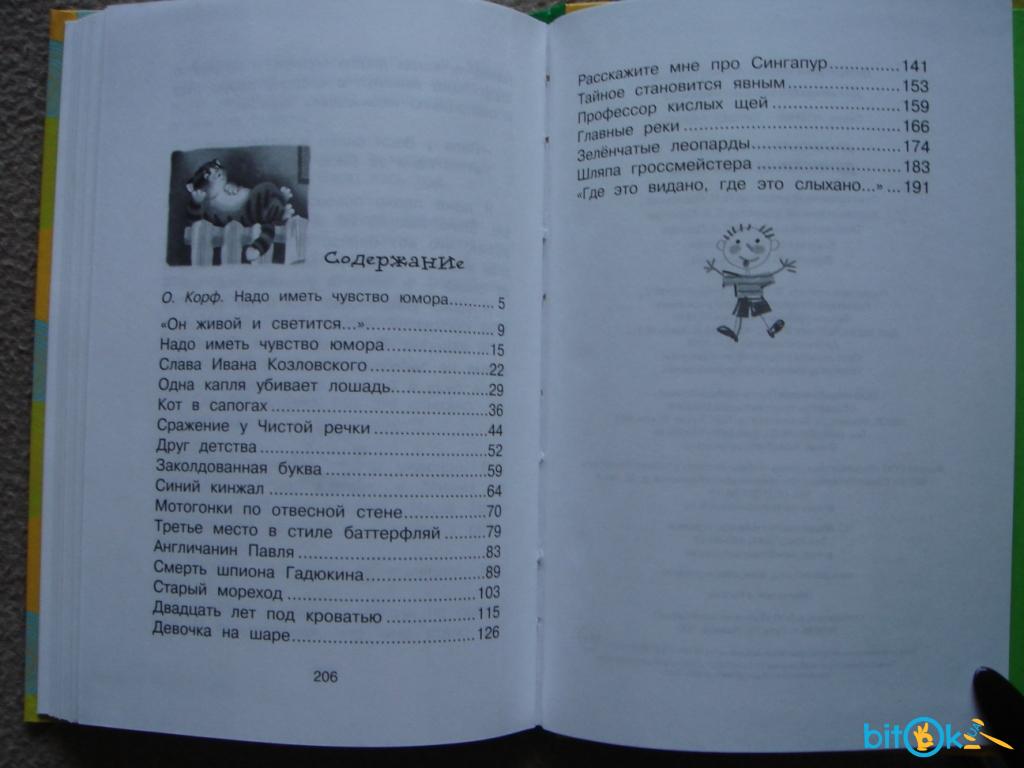 Содержание
О. Корф. Надо иметь чувство юмора.......... 5
«Он живой и светится...»...................... 9
Надо иметь чувство юмора..................15
Слава Ивана Козловского....................22
Одна капля убивает лошадь.................29
Кот в сапогах....................................36
Сражение у Чистой речки....................44
Друг детства.....................................52
Заколдованная буква..........................59
Синий кинжал...................................64
Мотогонки по отвесной стене...............70
Третье место в стиле баттерфляй.........79
Англичанин Павля..............................83
Смерть шпиона Гадюкина....................89
Старый мореход................................103
Двадцать лет под кроватью.................115
Девочка на шаре...............................126
206
Расскажите мне про Сингапур.............141
Тайное становится явным...................153
Профессор кислых щей.....................159
Главные реки...................................166
Зелёнчатые леопарды........................174
Шляпа гроссмейстера........................183
«Где это видано, где это слыхано...» ...191
bitOk
UA